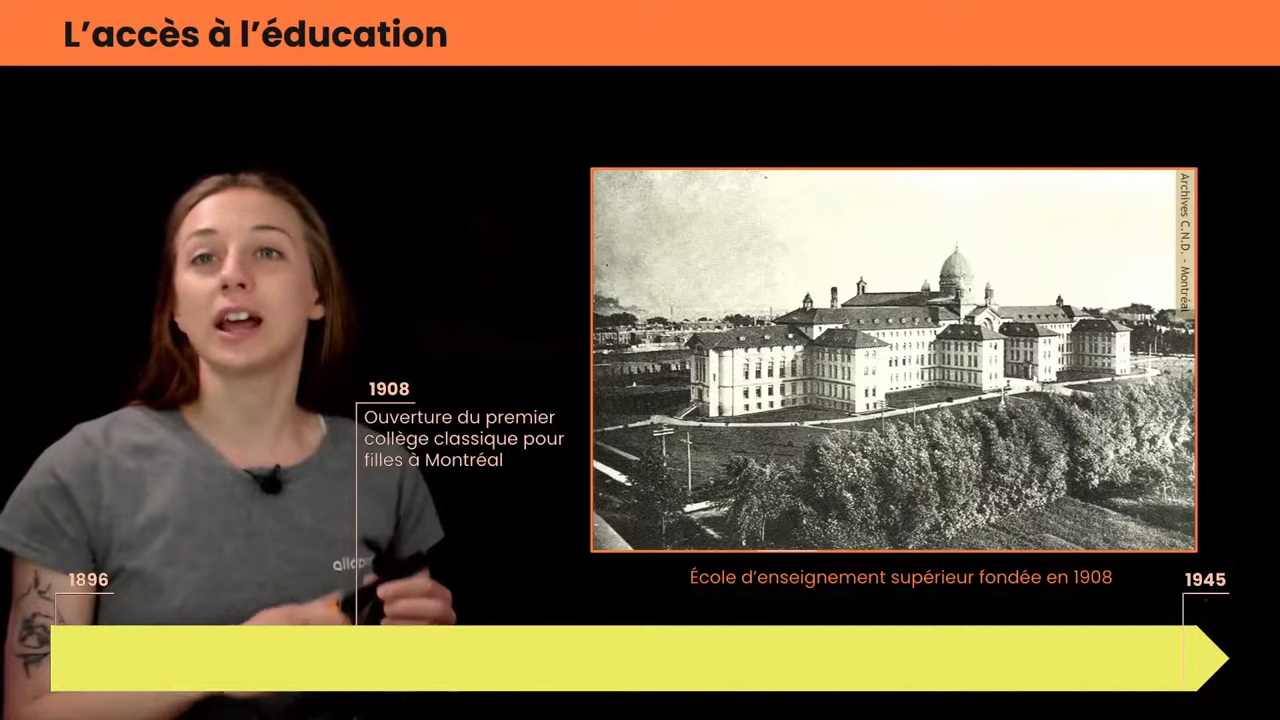 L’accès à l’éducation
Archives C.N.D. - Montréal
1908
Ouverture du premier
collège classique pour
filles à Montréal
École d’enseignement supérieur fondée en 1908
1896
1945